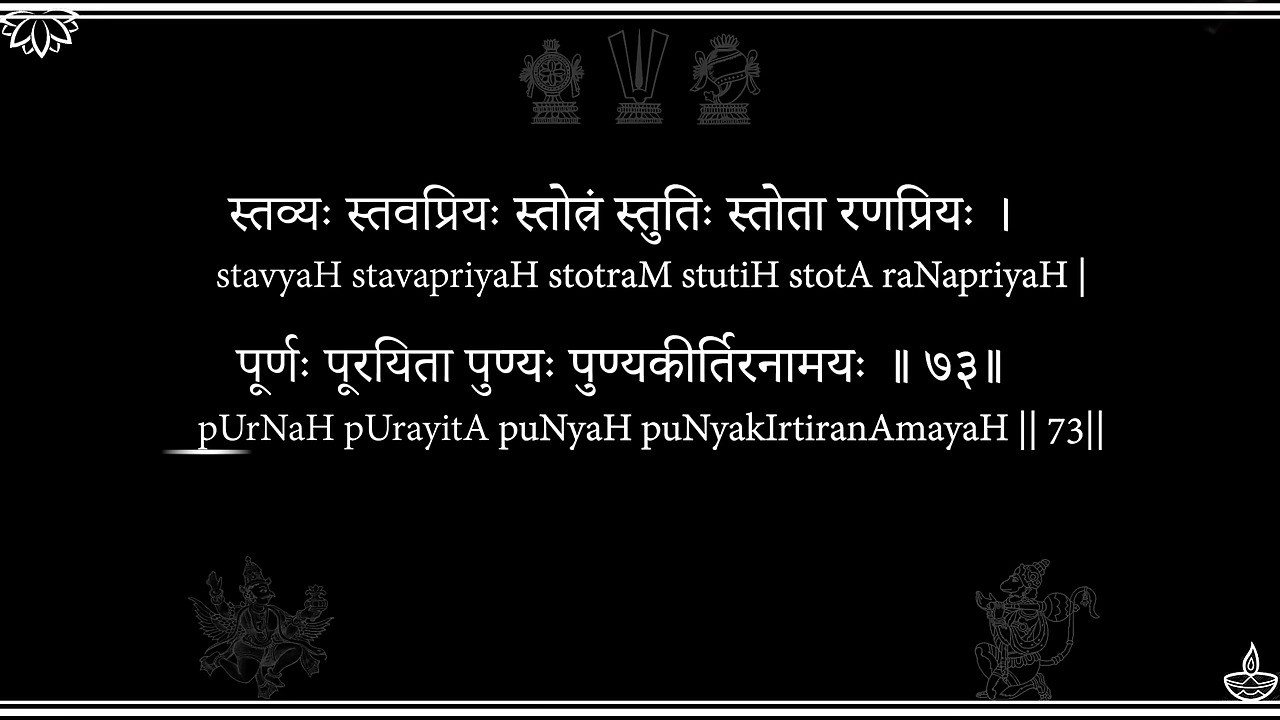 स्तव्यः स्तवप्रियः स्तोत्रं स्तुतिः स्तोता रणप्रियः ।
stavyaH stavapriyaH stotraM stutiH stotA raNapriyaH |
पूर्णः पूरयिता पुण्यः पुण्यकीर्तिरनामयः ॥ ७३॥
pUrNaH pUrayitA puNyaH puNyakIrtiranAmayaH || 73||